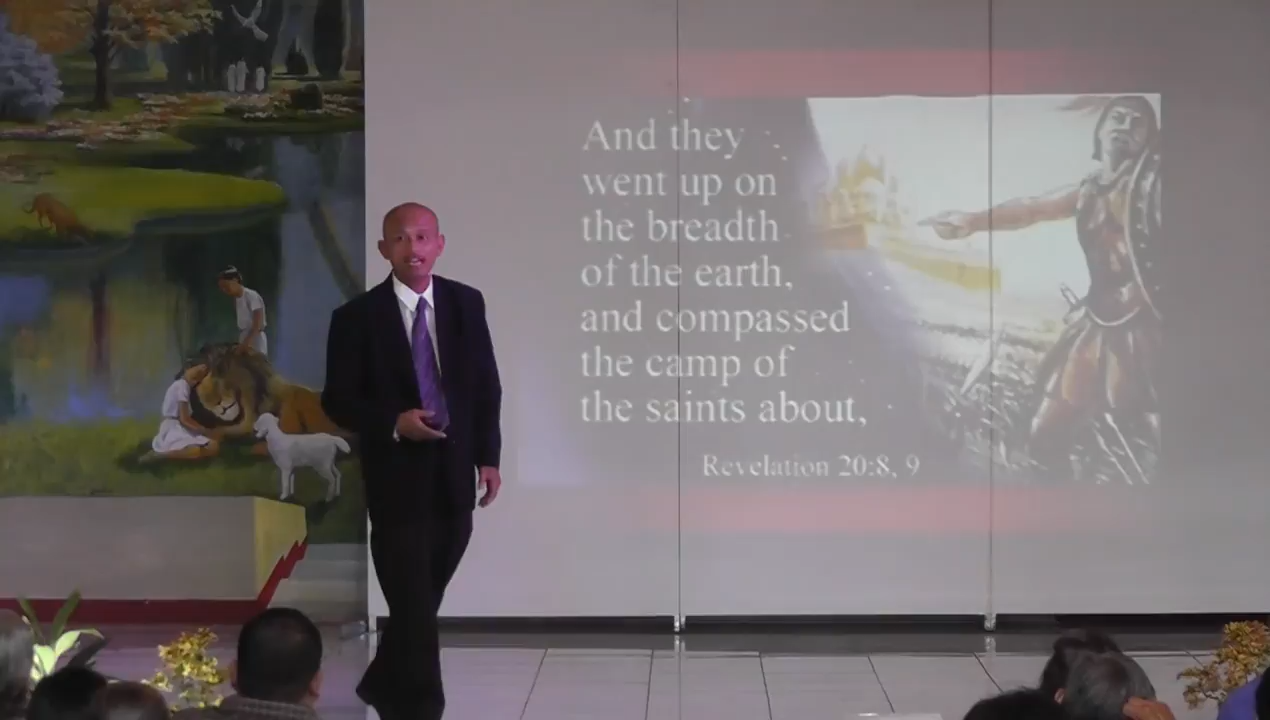 And they
went up on
the breadth
of the earth,
and compassed
the camp of
the saints about,
Revelation 20:8, 9